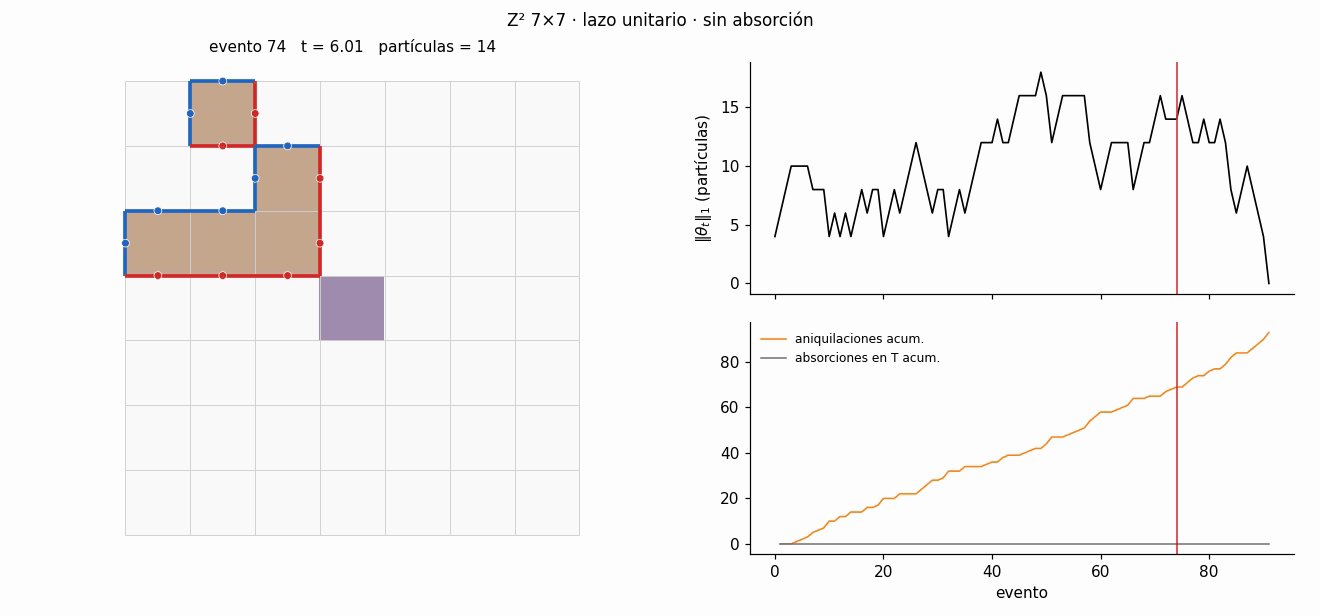 Z² 7×7 · lazo unitario · sin absorción
evento 74   t = 6.01   partículas = 14
‖θₜ‖₁ (partículas)
15
10
5
0
aniquilaciones acum.
absorciones en T acum.
80
60
40
20
0
0 20 40 60 80
evento